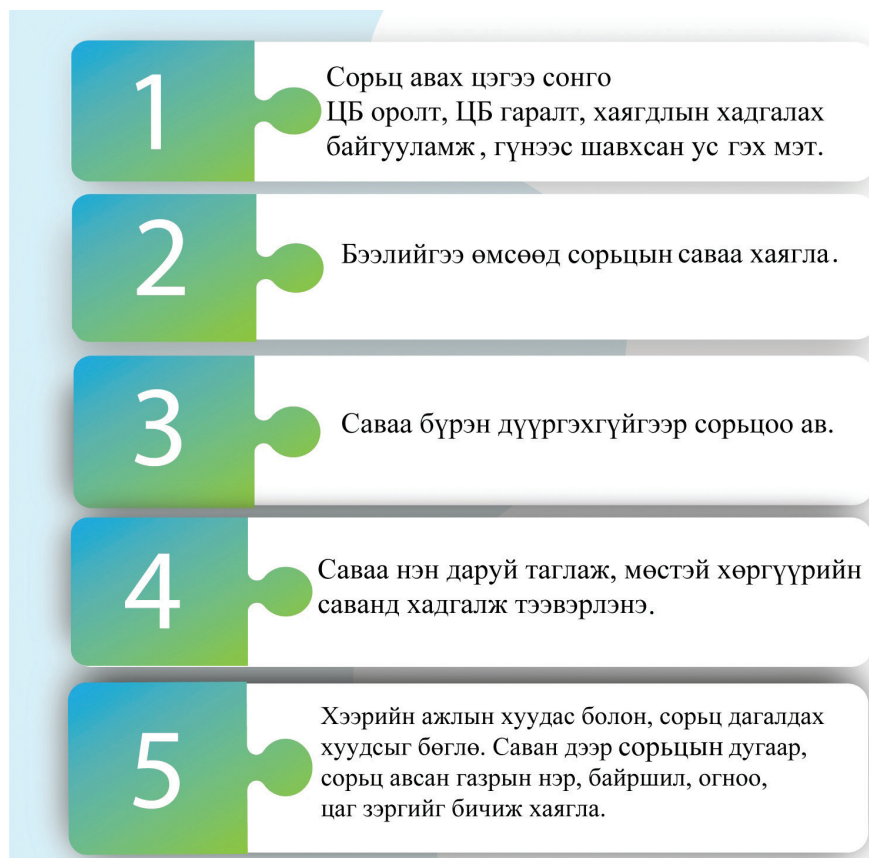 1
Сорьц авах цэгээ сонго
ЦБ оролт, ЦБ гаралт, хаягдлын хадгалах
байгууламж, гүнээс шавхсан ус гэх мэт.
2
Бээлийгээ өмсөөд сорьцын саваа хаягла.
3
Саваа бүрэн дүүргэхгүйгээр сорьцоо ав.
4
Саваа нэн даруй таглаж, мөстэй хөргүүрийн
саванд хадгалж тээвэрлэнэ.
5
Хээрийн ажлын хуудас болон, сорьц дагалдах
хуудсыг бөглө. Саван дээр сорьцын дугаар,
сорьц авсан газрын нэр, байршил, огноо,
цаг зэргийг бичиж хаягла.